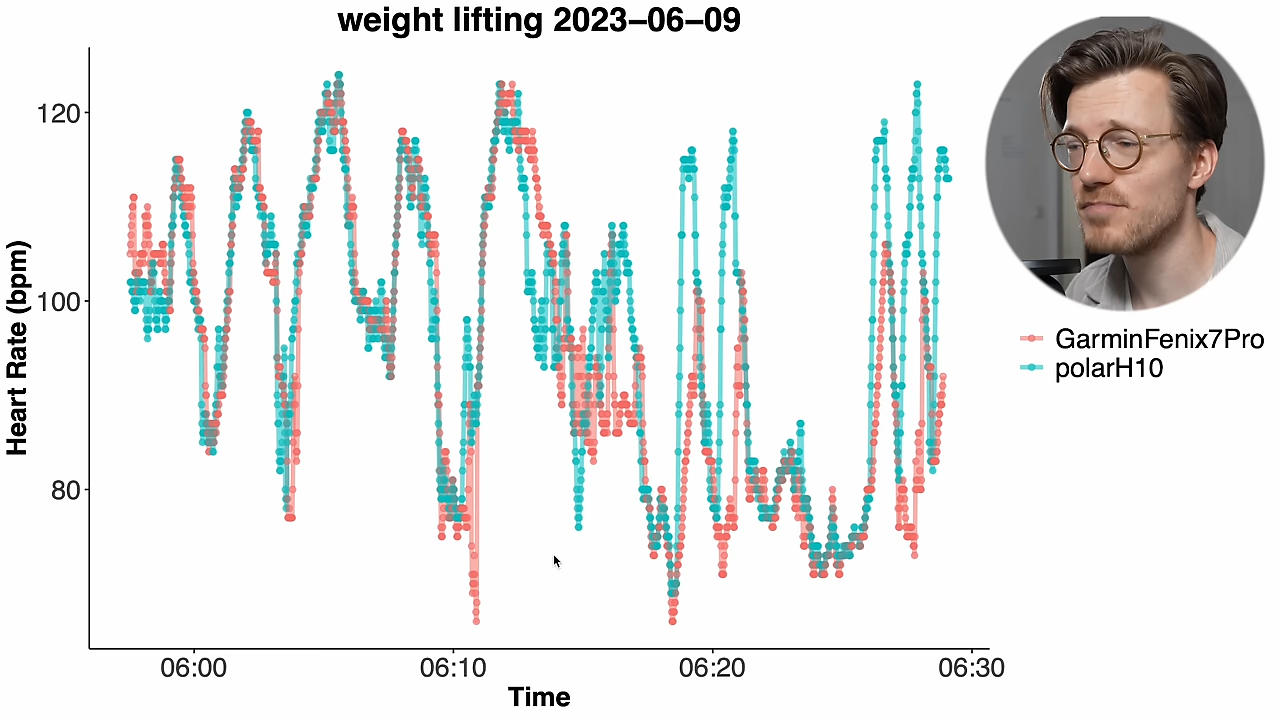 weight lifting 2023–06–09
120
100
80
Heart Rate (bpm)
06:00
06:10
06:20
06:30
Time
GarminFenix7Pro
polarH10